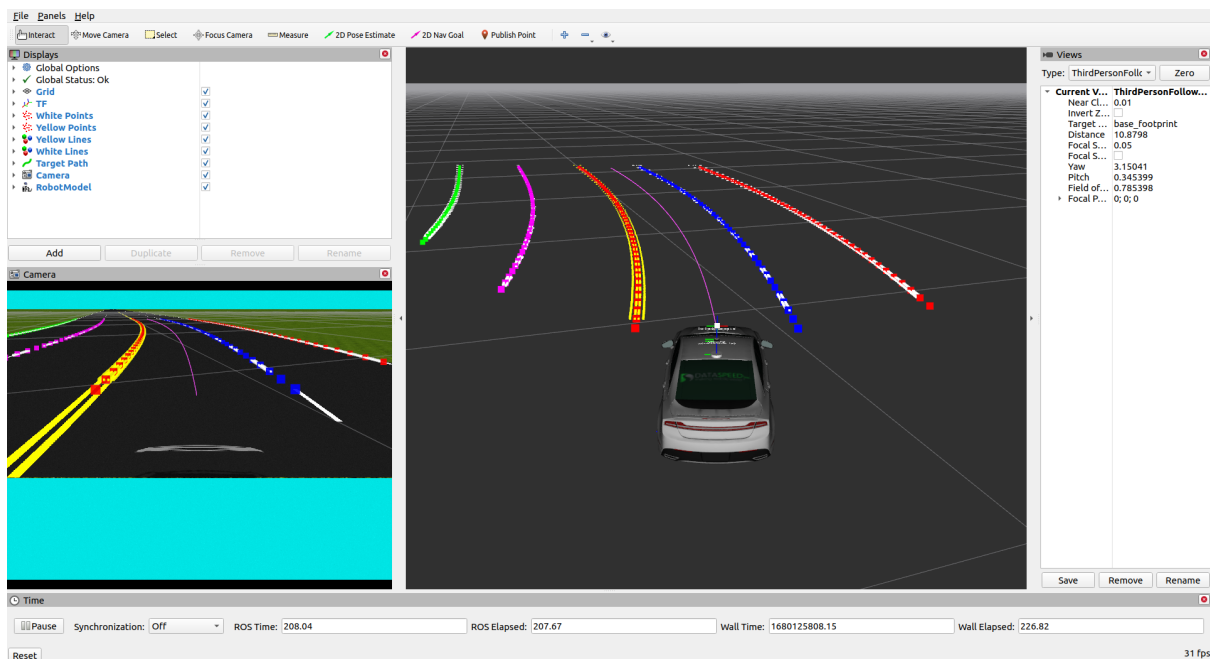 File Panels Help
Interact Move Camera Select Focus Camera Measure 2D Pose Estimate 2D Nav Goal Publish Point
Displays
Global Options
Global Status: Ok
Grid
TF
White Points
Yellow Points
Yellow Lines
White Lines
Target Path
Camera
RobotModel
Add Duplicate Remove Rename
Camera
DATASPEED
Views
Type: ThirdPersonFollc Zero
Current V... ThirdPersonFollow...
Near Cl... 0.01
Invert Z...
Target ... base_footprint
Distance 10.8798
Focal S... 0.05
Focal S...
Yaw 3.15041
Pitch 0.345399
Field of... 0.785398
Focal P... 0; 0; 0
Save Remove Rename
Time
Pause Synchronization: Off ROS Time: 208.04 ROS Elapsed: 207.67 Wall Time: 1680125808.15 Wall Elapsed: 226.82
Reset 31 fps